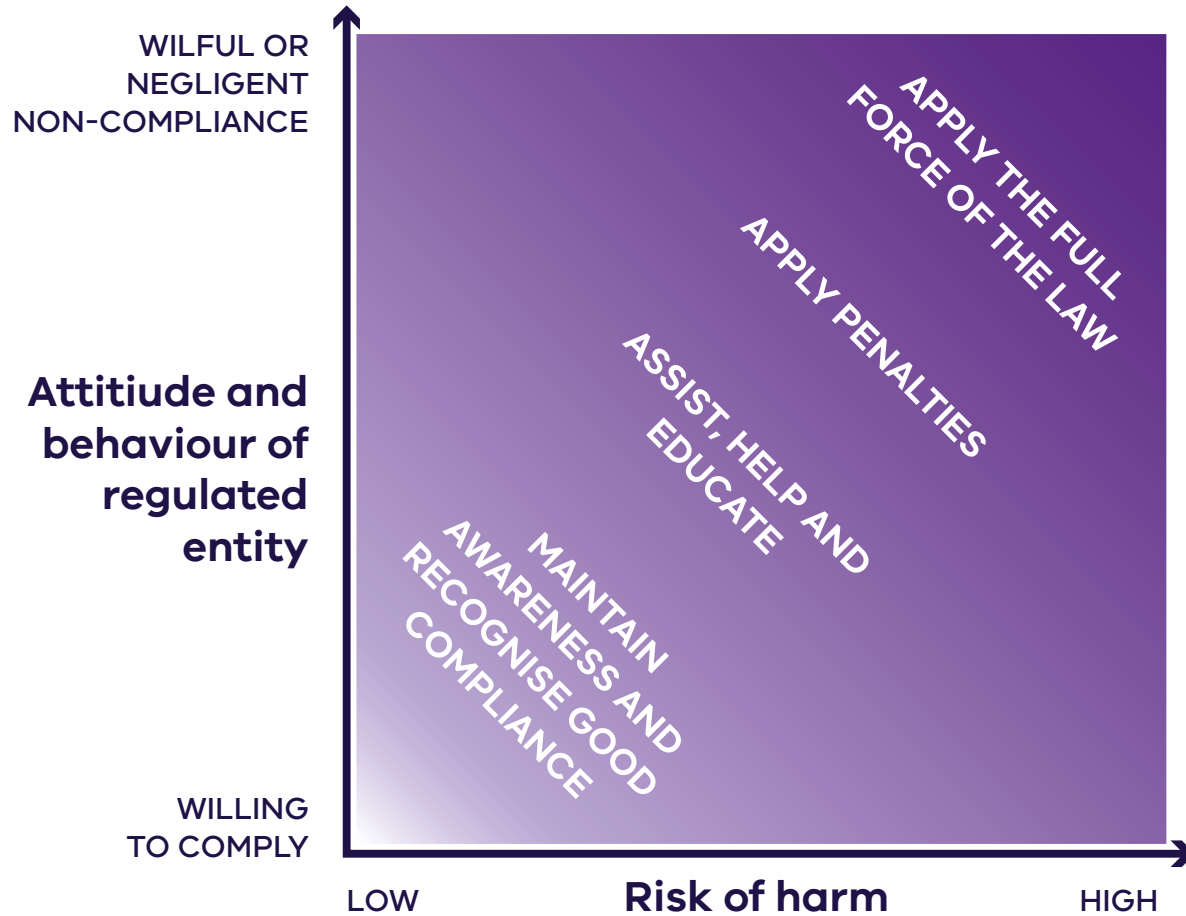 WILFUL OR
NEGLIGENT
NON-COMPLIANCE
Attitiude and
behaviour of
regulated
entity
WILLING
TO COMPLY
APPLY THE FULL
FORCE OF THE LAW
APPLY PENALTIES
ASSIST, HELP AND
EDUCATE
MAINTAIN
AWARENESS AND
RECOGNISE GOOD
COMPLIANCE
LOW
Risk of harm
HIGH